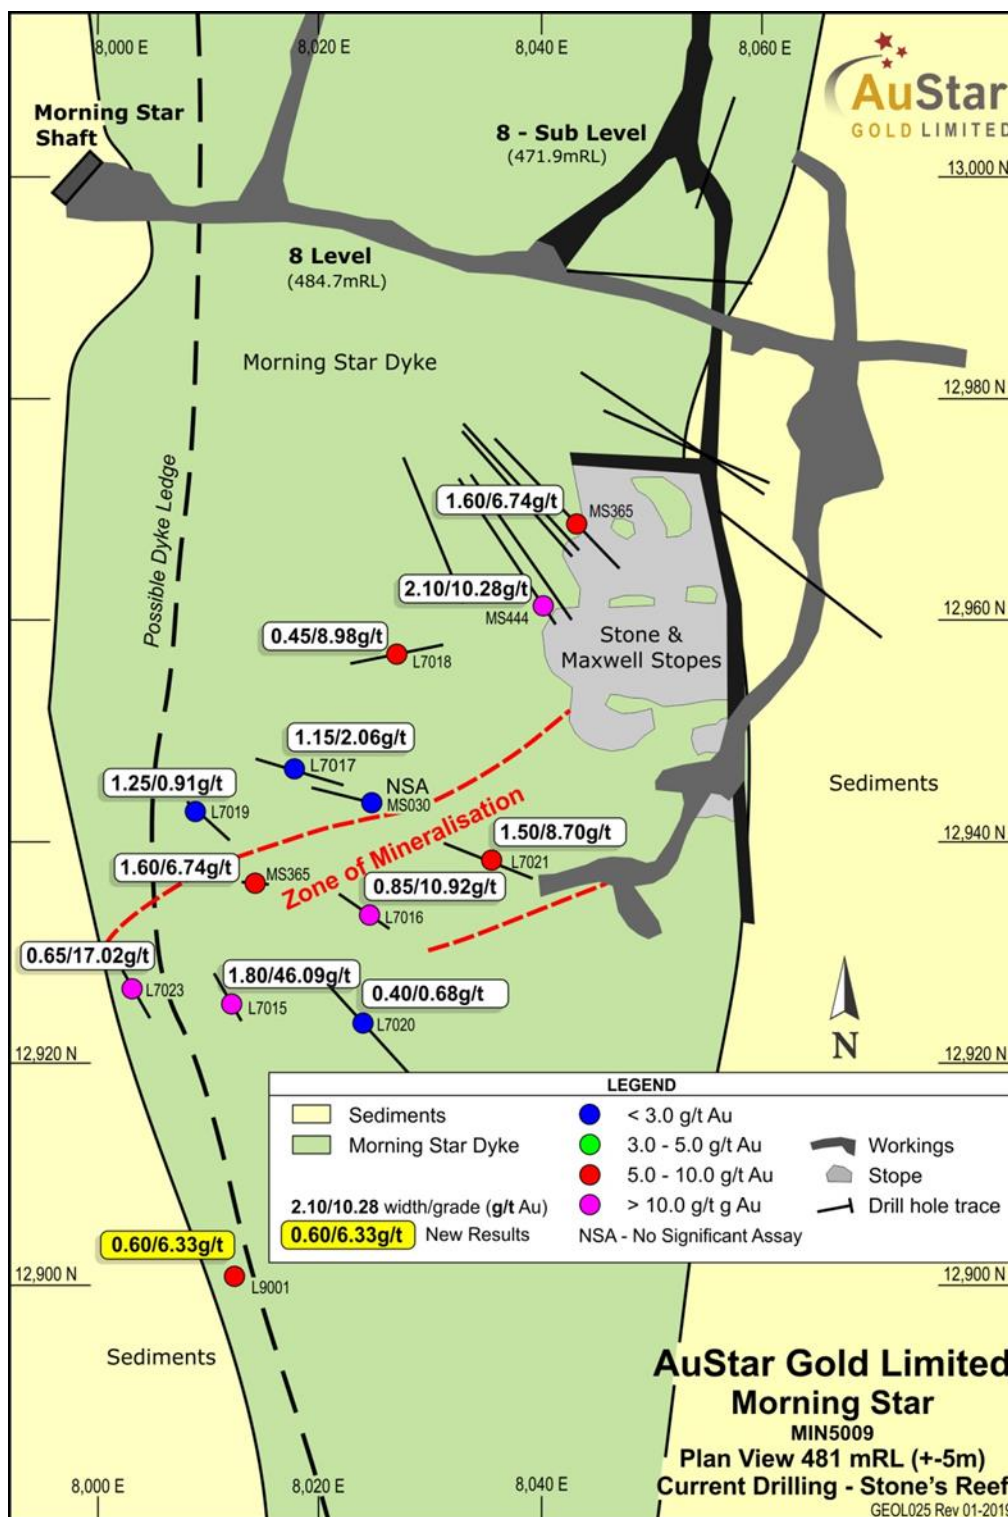 8,000 E
8,020 E
8,040 E
8,060 E
AuStar
GOLD LIMITED
Morning Star
Shaft
8 - Sub Level
(471.9mRL)
13,000 N
8 Level
(484.7mRL)
Morning Star Dyke
12,980 N
Possible Dyke Ledge
1.60/6.74g/t
MS365
2.10/10.28g/t
MS444
12,960 N
0.45/8.98g/t
L7018
Stone &
Maxwell Stopes
1.15/2.06g/t
L7017
1.25/0.91g/t
L7019
NSA
MS030
Sediments
Zone of Mineralisation
1.50/8.70g/t
L7021
12,940 N
1.60/6.74g/t
MS365
0.85/10.92g/t
L7016
0.65/17.02g/t
L7023
1.80/46.09g/t
L7015
0.40/0.68g/t
L7020
N
12,920 N
12,920 N
LEGEND
Sediments
Morning Star Dyke
2.10/10.28 width/grade (g/t Au)
0.60/6.33g/t New Results
< 3.0 g/t Au
3.0 - 5.0 g/t Au
5.0 - 10.0 g/t Au
> 10.0 g/t g Au
NSA - No Significant Assay
Workings
Stope
Drill hole trace
0.60/6.33g/t
L9001
12,900 N
12,900 N
Sediments
AuStar Gold Limited
Morning Star
MIN5009
Plan View 481 mRL (+-5m)
Current Drilling - Stone's Reef
GEOL025 Rev 01-2019
8,000 E
8,020 E
8,040 E